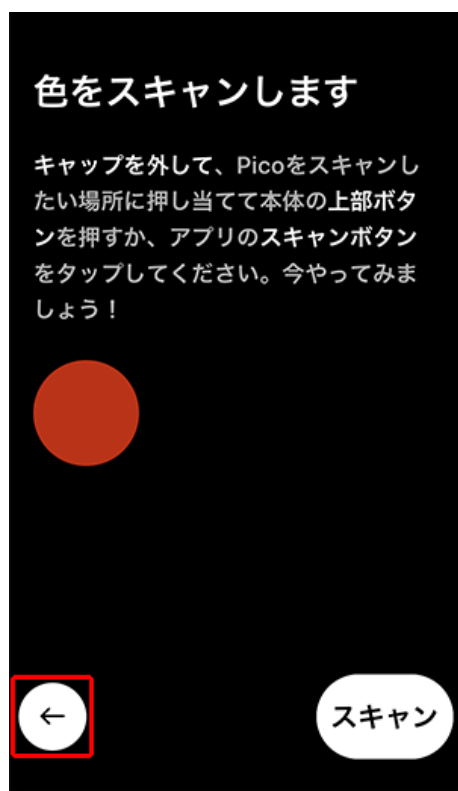 色をスキャンします
キャップを外して、Picoをスキャンし
たい場所に押し当てて本体の上部ボタ
ンを押すか、アプリのスキャンボタン
をタップしてください。今やってみま
しょう！
スキャン